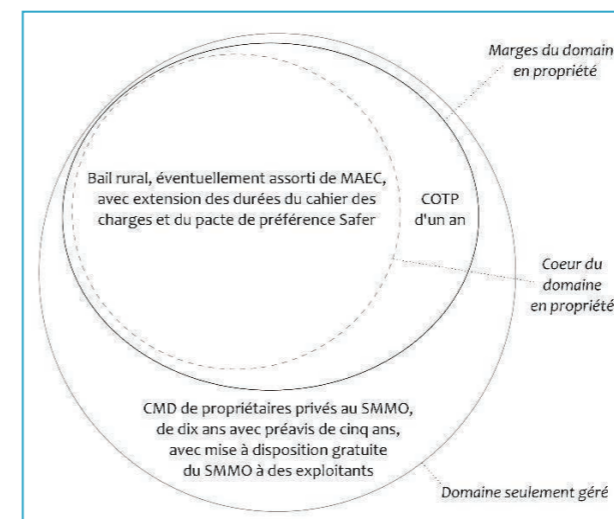 Marges du domaine
en propriété
Bail rural, éventuellement assorti de MAEC,
avec extension des durées du cahier des
charges et du pacte de préférence Safer
COTP
d'un an
Coeur du
domaine
en propriété
CMD de propriétaires privés au SMMO,
de dix ans avec préavis de cinq ans,
avec mise à disposition gratuite
du SMMO à des exploitants
Domaine seulement géré